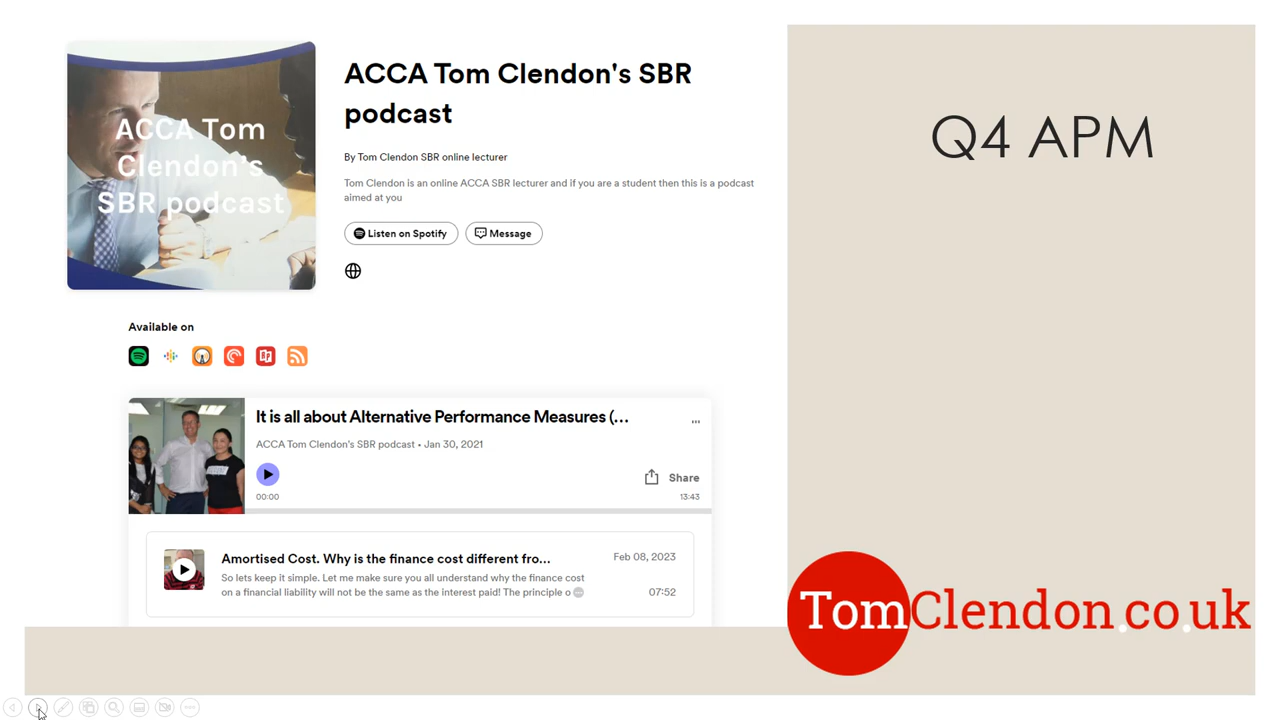 ACCA Tom
Clendon's
SBR podcast
ACCA Tom Clendon's SBR
podcast
By Tom Clendon SBR online lecturer
Tom Clendon is an online ACCA SBR lecturer and if you are a student then this is a podcast
aimed at you
Listen on Spotify
Message
Available on
It is all about Alternative Performance Measures (...
...
ACCA Tom Clendon's SBR podcast • Jan 30, 2021
Share
00:00
13:43
Amortised Cost. Why is the finance cost different fro...
Feb 08, 2023
So lets keep it simple. Let me make sure you all understand why the finance cost
on a financial liability will not be the same as the interest paid! The principle o
07:52
Q4 APM
TomClendon.co.uk